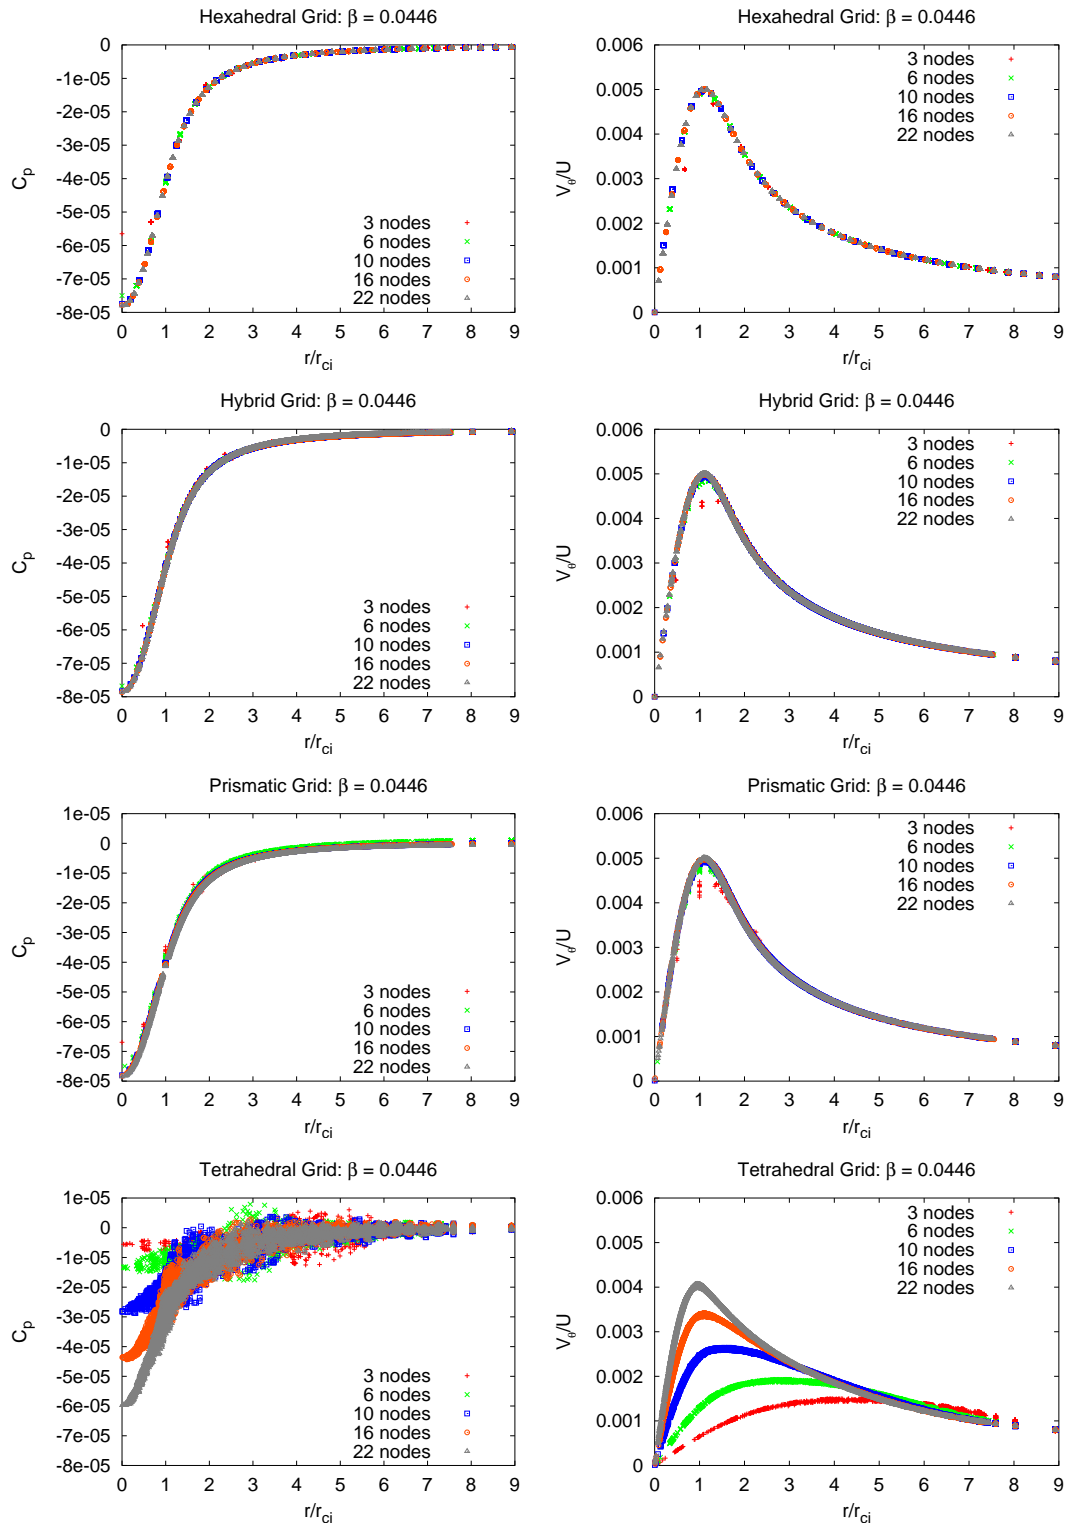 Hexahedral Grid: β = 0.0446
0
-1e-05
-2e-05
-3e-05
-4e-05
-5e-05
-6e-05
-7e-05
-8e-05
Cp
3 nodes
6 nodes
10 nodes
16 nodes
22 nodes
0 1 2 3 4 5 6 7 8 9
r/rci
Hexahedral Grid: β = 0.0446
0.006
0.005
0.004
0.003
0.002
0.001
0
Vθ/U
3 nodes
6 nodes
10 nodes
16 nodes
22 nodes
0 1 2 3 4 5 6 7 8 9
r/rci
Hybrid Grid: β = 0.0446
0
-1e-05
-2e-05
-3e-05
-4e-05
-5e-05
-6e-05
-7e-05
-8e-05
Cp
3 nodes
6 nodes
10 nodes
16 nodes
22 nodes
0 1 2 3 4 5 6 7 8 9
r/rci
Hybrid Grid: β = 0.0446
0.006
0.005
0.004
0.003
0.002
0.001
0
Vθ/U
3 nodes
6 nodes
10 nodes
16 nodes
22 nodes
0 1 2 3 4 5 6 7 8 9
r/rci
Prismatic Grid: β = 0.0446
1e-05
0
-1e-05
-2e-05
-3e-05
-4e-05
-5e-05
-6e-05
-7e-05
-8e-05
Cp
3 nodes
6 nodes
10 nodes
16 nodes
22 nodes
0 1 2 3 4 5 6 7 8 9
r/rci
Prismatic Grid: β = 0.0446
0.006
0.005
0.004
0.003
0.002
0.001
0
Vθ/U
3 nodes
6 nodes
10 nodes
16 nodes
22 nodes
0 1 2 3 4 5 6 7 8 9
r/rci
Tetrahedral Grid: β = 0.0446
1e-05
0
-1e-05
-2e-05
-3e-05
-4e-05
-5e-05
-6e-05
-7e-05
-8e-05
Cp
3 nodes
6 nodes
10 nodes
16 nodes
22 nodes
0 1 2 3 4 5 6 7 8 9
r/rci
Tetrahedral Grid: β = 0.0446
0.006
0.005
0.004
0.003
0.002
0.001
0
Vθ/U
3 nodes
6 nodes
10 nodes
16 nodes
22 nodes
0 1 2 3 4 5 6 7 8 9
r/rci